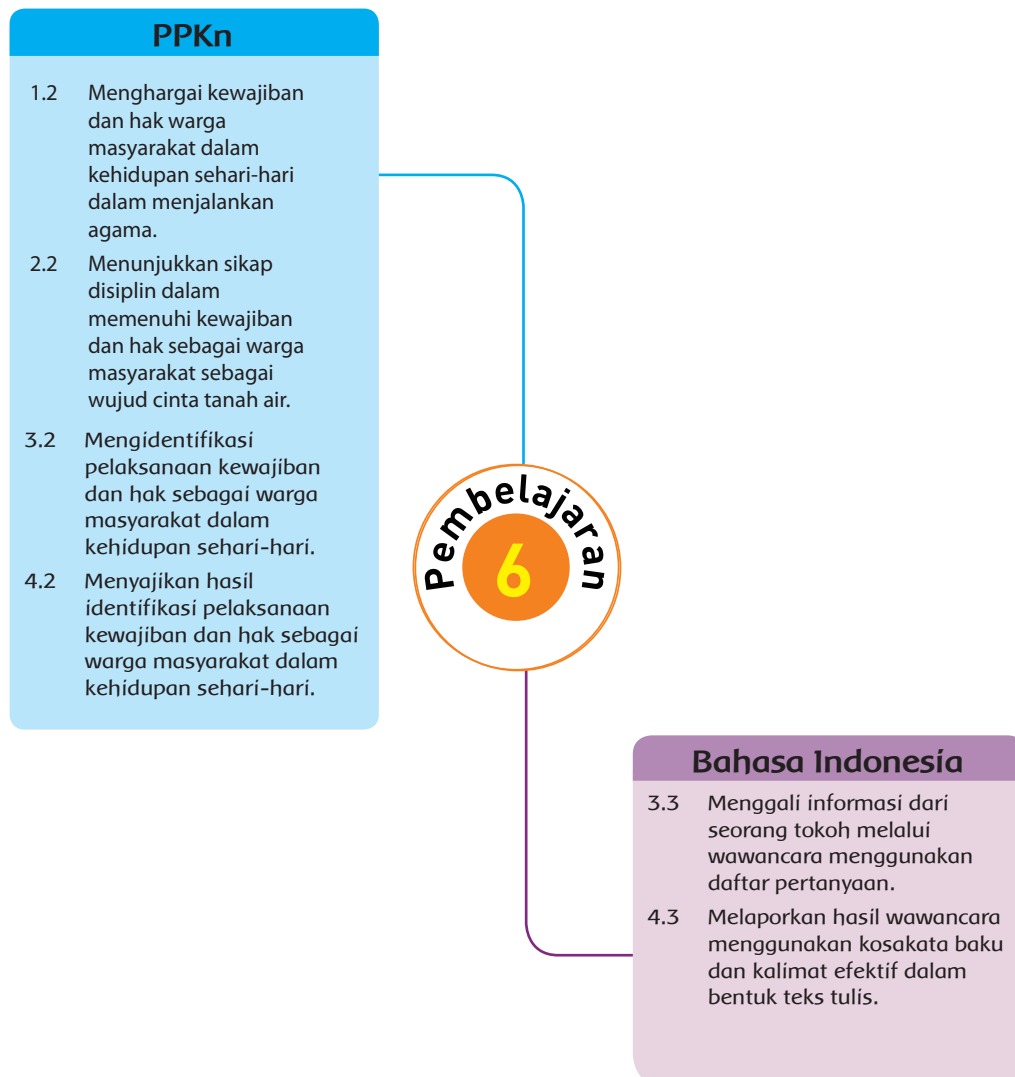 PPKn
1.2 Menghargai kewajiban
dan hak warga
masyarakat dalam
kehidupan sehari-hari
dalam menjalankan
agama.
2.2 Menunjukkan sikap
disiplin dalam
memenuhi kewajiban
dan hak sebagai warga
masyarakat sebagai
wujud cinta tanah air.
3.2 Mengidentifikasi
pelaksanaan kewajiban
dan hak sebagai warga
masyarakat dalam
kehidupan sehari-hari.
4.2 Menyajikan hasil
identifikasi pelaksanaan
kewajiban dan hak sebagai
warga masyarakat dalam
kehidupan sehari-hari.
Pembelajaran
6
Bahasa Indonesia
3.3 Menggali informasi dari
seorang tokoh melalui
wawancara menggunakan
daftar pertanyaan.
4.3 Melaporkan hasil wawancara
menggunakan kosakata baku
dan kalimat efektif dalam
bentuk teks tulis.